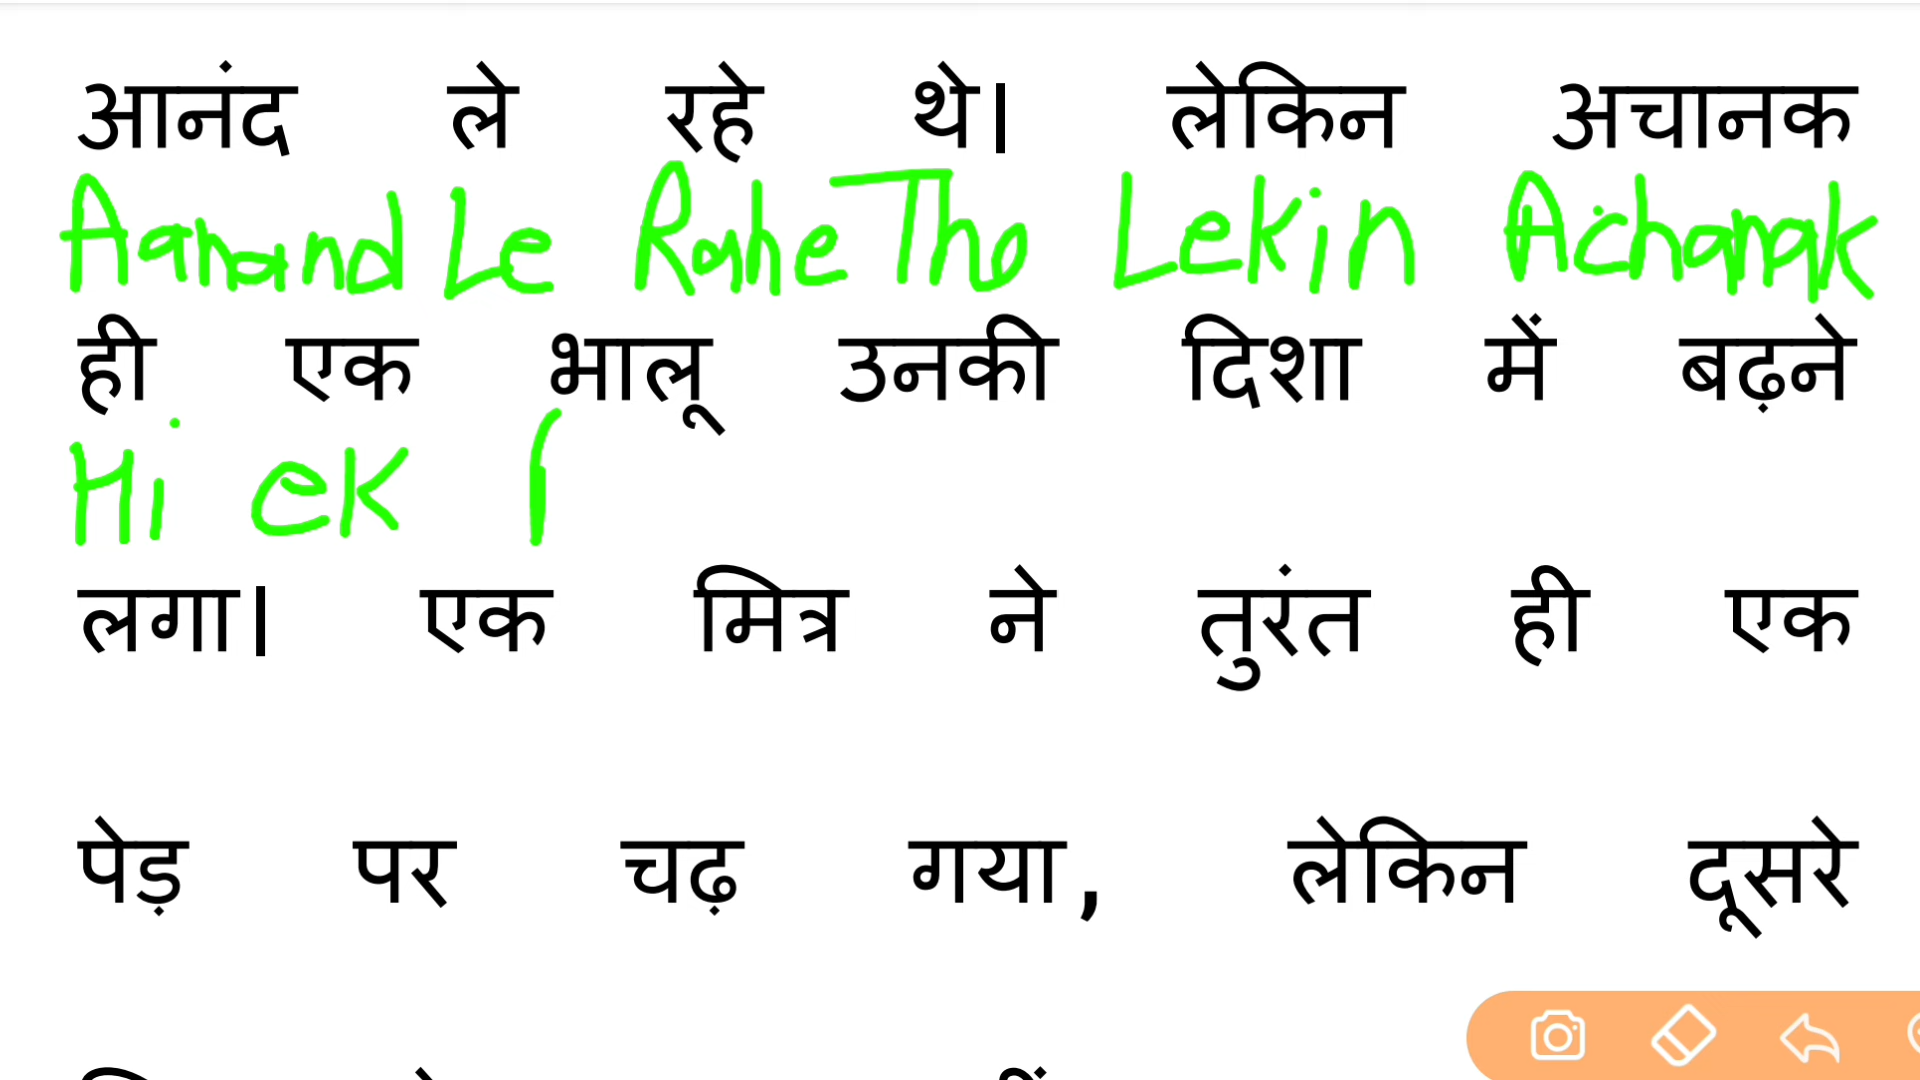 आनंद ले रहे थे। लेकिन अचानक
Aanand Le Rahe Tho Lekin Achanak
ही एक भालू उनकी दिशा में बढ़ने
Hi ek
लगा। एक मित्र ने तुरंत ही एक
पेड़ पर चढ़ गया, लेकिन दूसरे